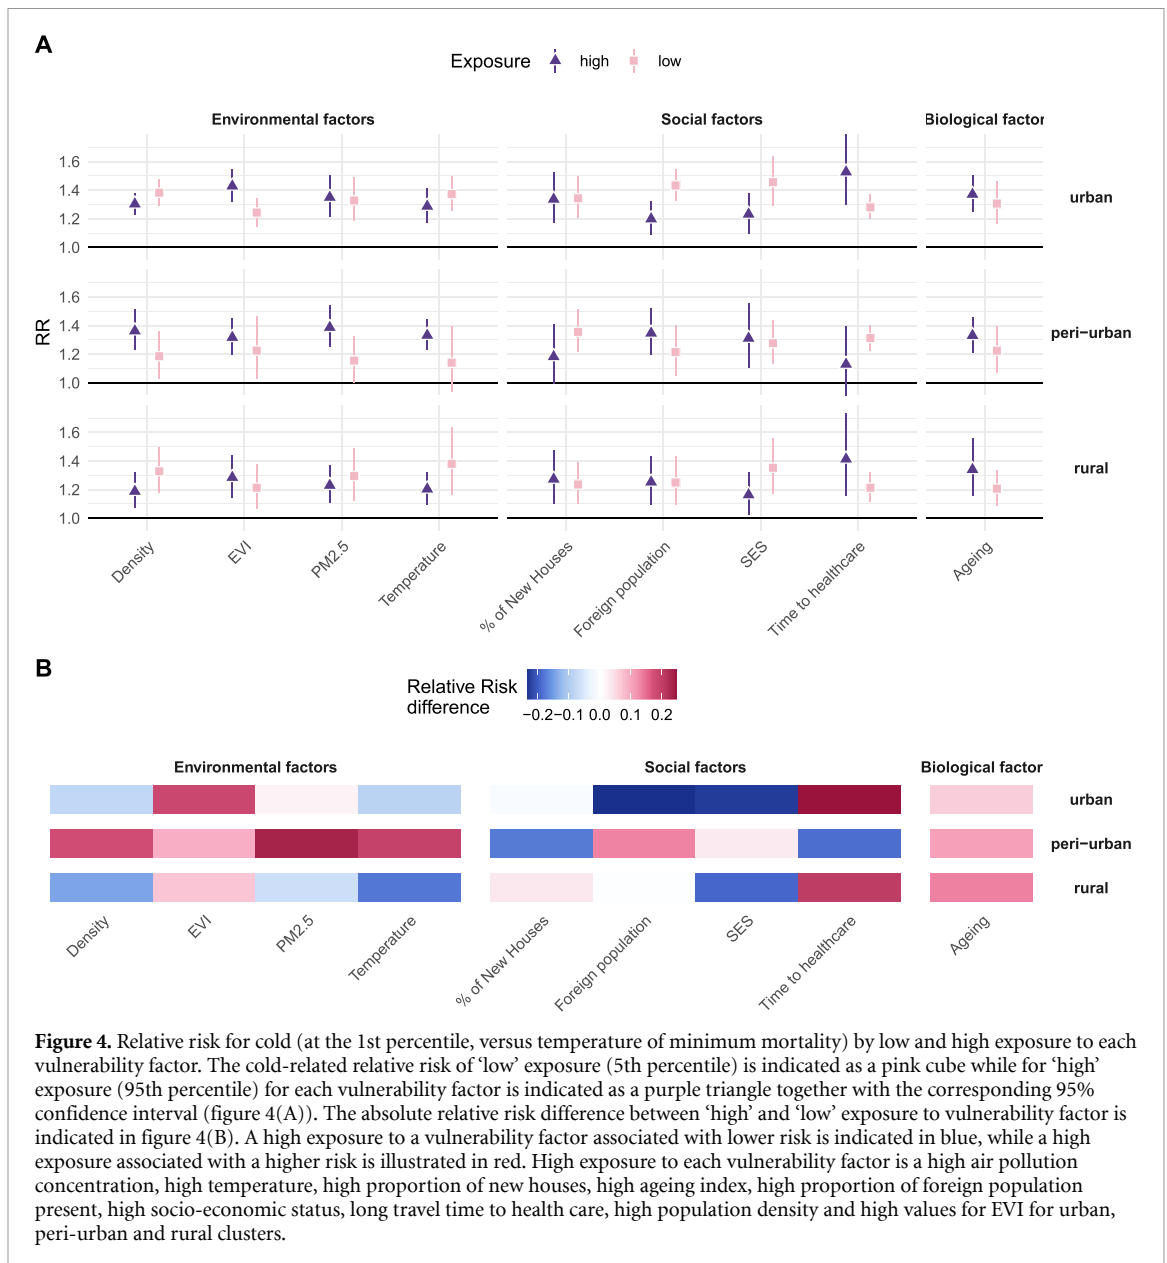 A
Exposure high low
Environmental factors Social factors Biological factor
1.6
1.4
1.2
1.0
urban
RR
1.6
1.4
1.2
1.0
peri−urban
1.6
1.4
1.2
1.0
rural
Density EVI PM2.5 Temperature % of New Houses Foreign population SES Time to healthcare Ageing
B
Relative Risk
difference
−0.2 −0.1 0.0 0.1 0.2
Environmental factors Social factors Biological factor
urban
peri−urban
rural
Density EVI PM2.5 Temperature % of New Houses Foreign population SES Time to healthcare Ageing
Figure 4. Relative risk for cold (at the 1st percentile, versus temperature of minimum mortality) by low and high exposure to each
vulnerability factor. The cold-related relative risk of ‘low’ exposure (5th percentile) is indicated as a pink cube while for ‘high’
exposure (95th percentile) for each vulnerability factor is indicated as a purple triangle together with the corresponding 95%
confidence interval (figure 4(A)). The absolute relative risk difference between ‘high’ and ‘low’ exposure to vulnerability factor is
indicated in figure 4(B). A high exposure to a vulnerability factor associated with lower risk is indicated in blue, while a high
exposure associated with a higher risk is illustrated in red. High exposure to each vulnerability factor is a high air pollution
concentration, high temperature, high proportion of new houses, high ageing index, high proportion of foreign population
present, high socio-economic status, long travel time to health care, high population density and high values for EVI for urban,
peri-urban and rural clusters.